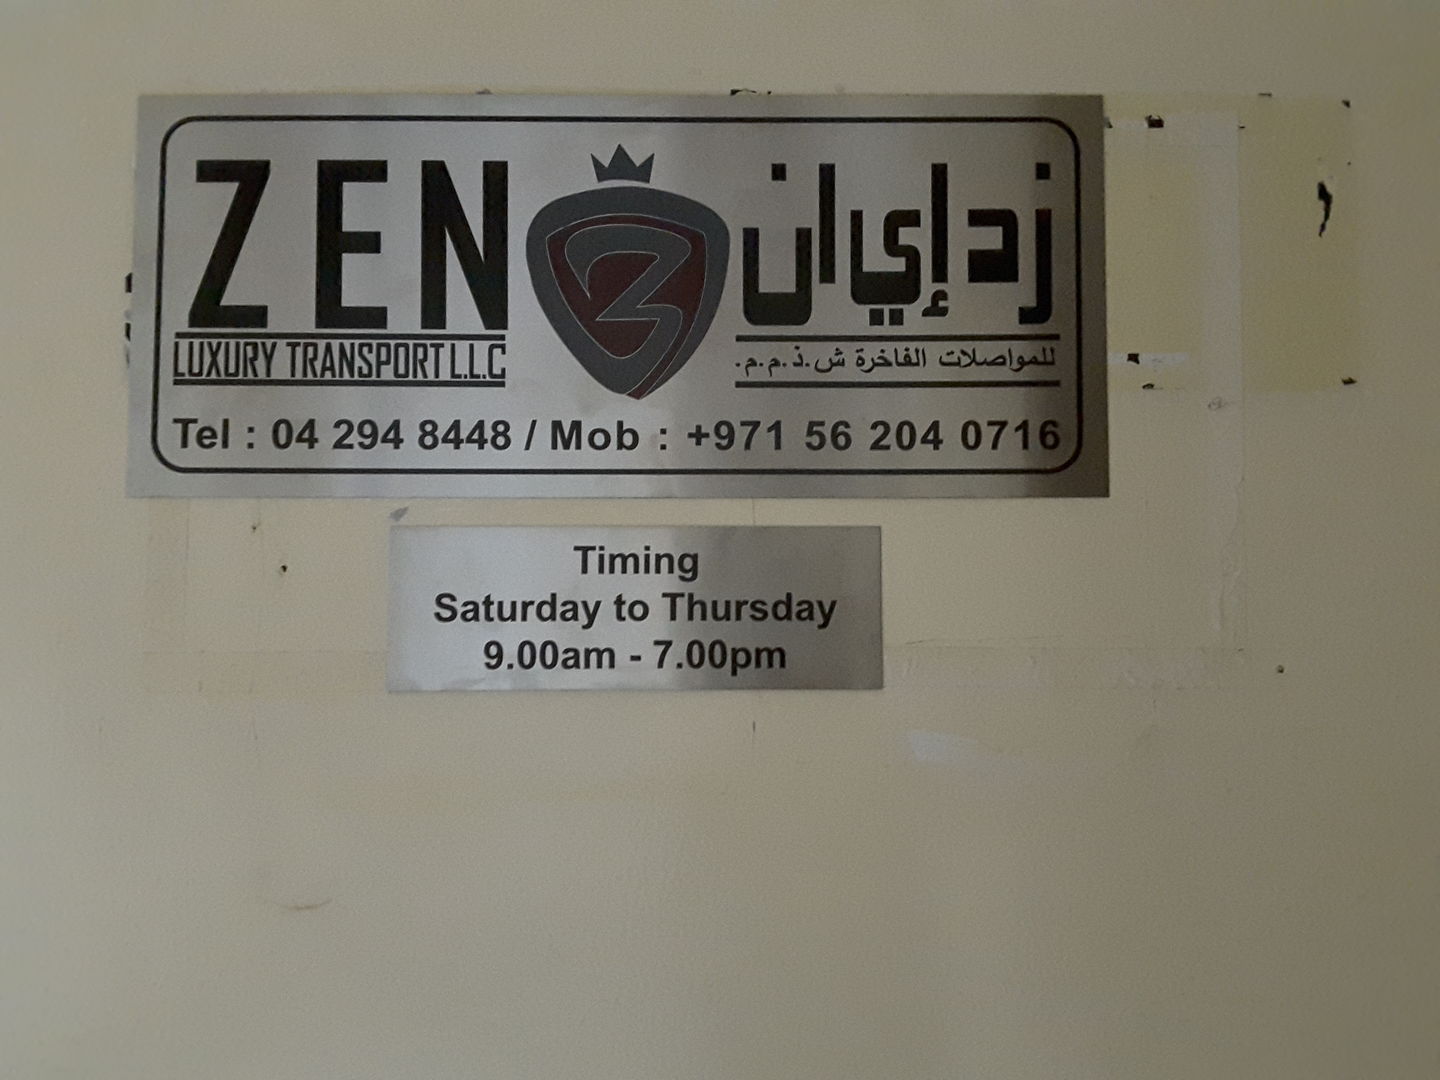 ZEN
LUXURY TRANSPORT L.L.C
زد إي ان
للمواصلات الفاخرة ش.ذ.م.م.
Tel : 04 294 8448 / Mob : +971 56 204 0716
Timing
Saturday to Thursday
9.00am - 7.00pm